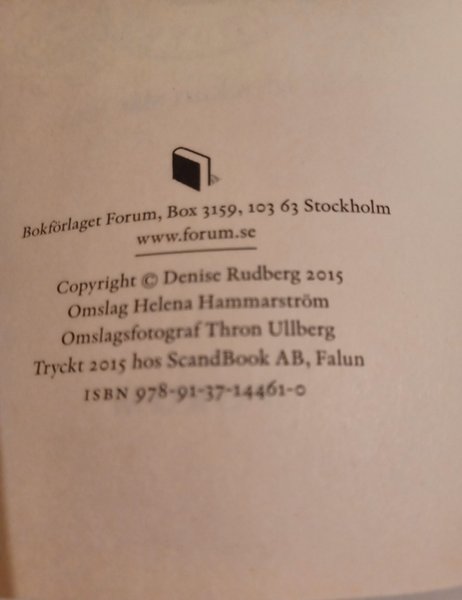 Bokförlaget Forum, Box 3159, 103 63 Stockholm
www.forum.se
Copyright © Denise Rudberg 2015
Omslag Helena Hammarström
Omslagsfotograf Thron Ullberg
Tryckt 2015 hos ScandBook AB, Falun
ISBN 978-91-37-14461-0